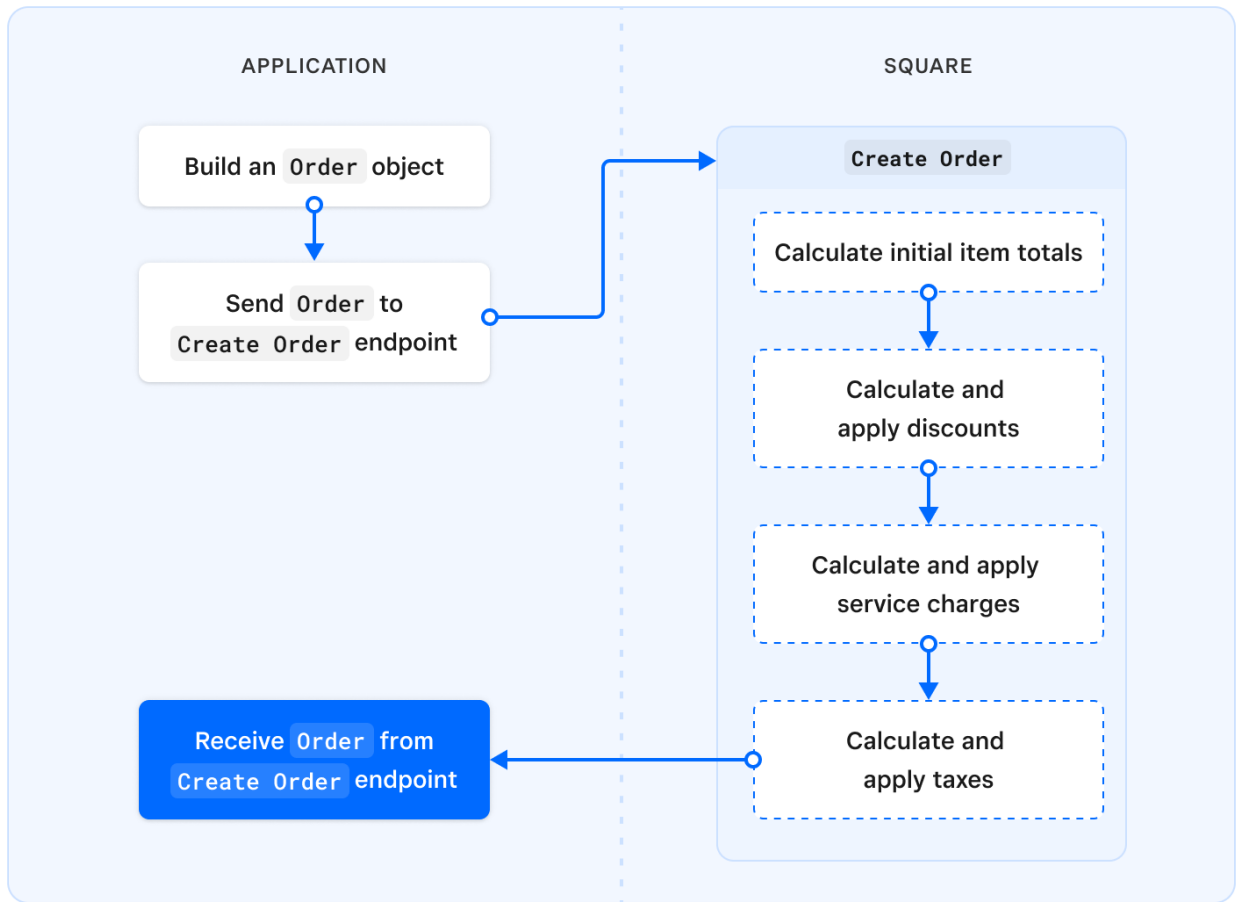 APPLICATION
Build an Order object
Send Order to
Create Order endpoint
Receive Order from
Create Order endpoint
SQUARE
Create Order
Calculate initial item totals
Calculate and
apply discounts
Calculate and apply
service charges
Calculate and
apply taxes